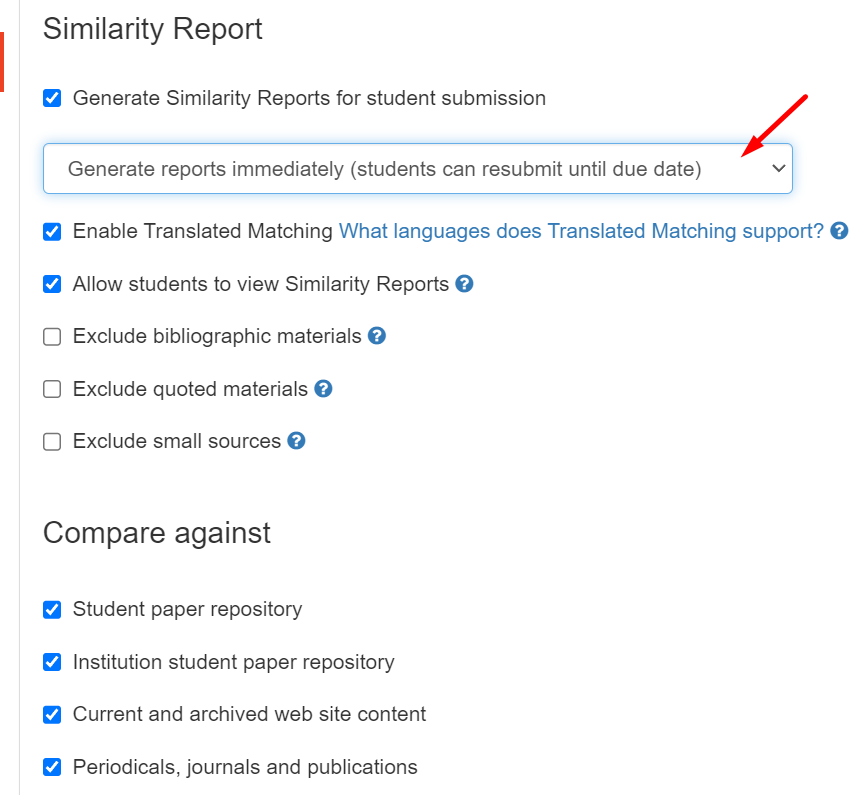 Similarity Report
Generate Similarity Reports for student submission
Generate reports immediately (students can resubmit until due date)
Enable Translated Matching What languages does Translated Matching support? ?
Allow students to view Similarity Reports ?
Exclude bibliographic materials ?
Exclude quoted materials ?
Exclude small sources ?
Compare against
Student paper repository
Institution student paper repository
Current and archived web site content
Periodicals, journals and publications